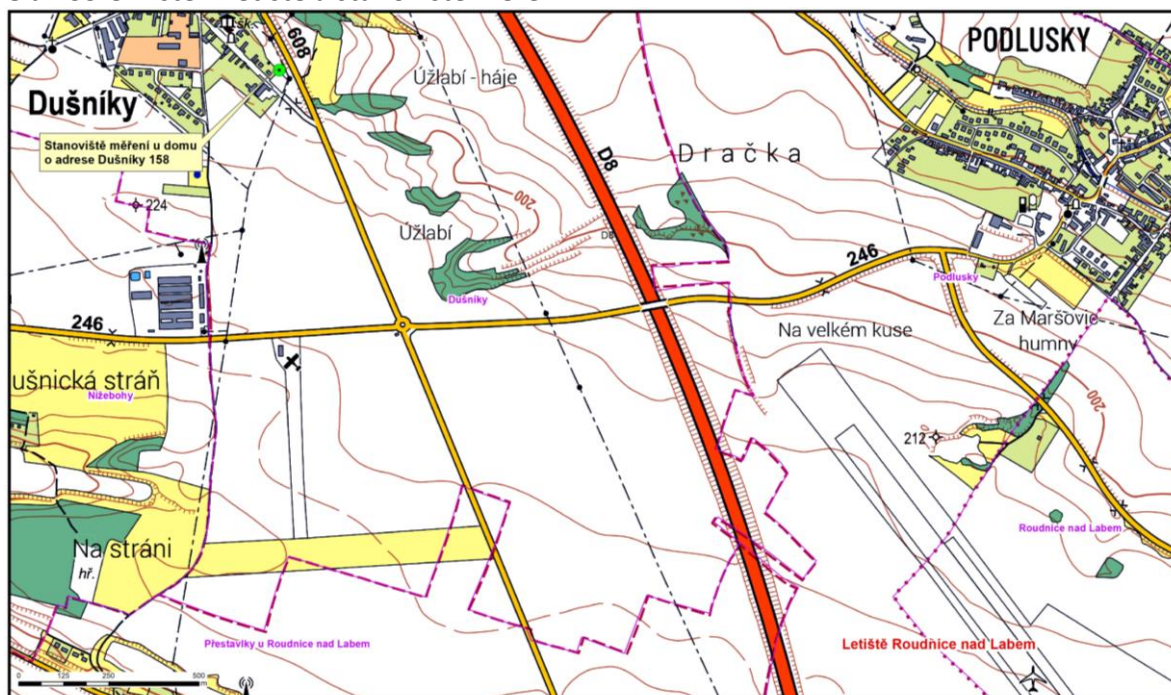 šk.
608
Úžlabí - háje
PODLUSKY
Dušníky
Stanoviště měření u domu
o adrese Dušníky 158
D8
Dračka
224
200
Úžlabí
D8
246
Dušníky
Podlusky
246
Na velkém kuse
Za Maršovic
humny
ušnická stráň
Nížebohy
200
212
Roudnice nad Labem
Na stráni
hř.
Přestavlky u Roudnice nad Labem
Letiště Roudnice nad Labem
0 125 250 500
m